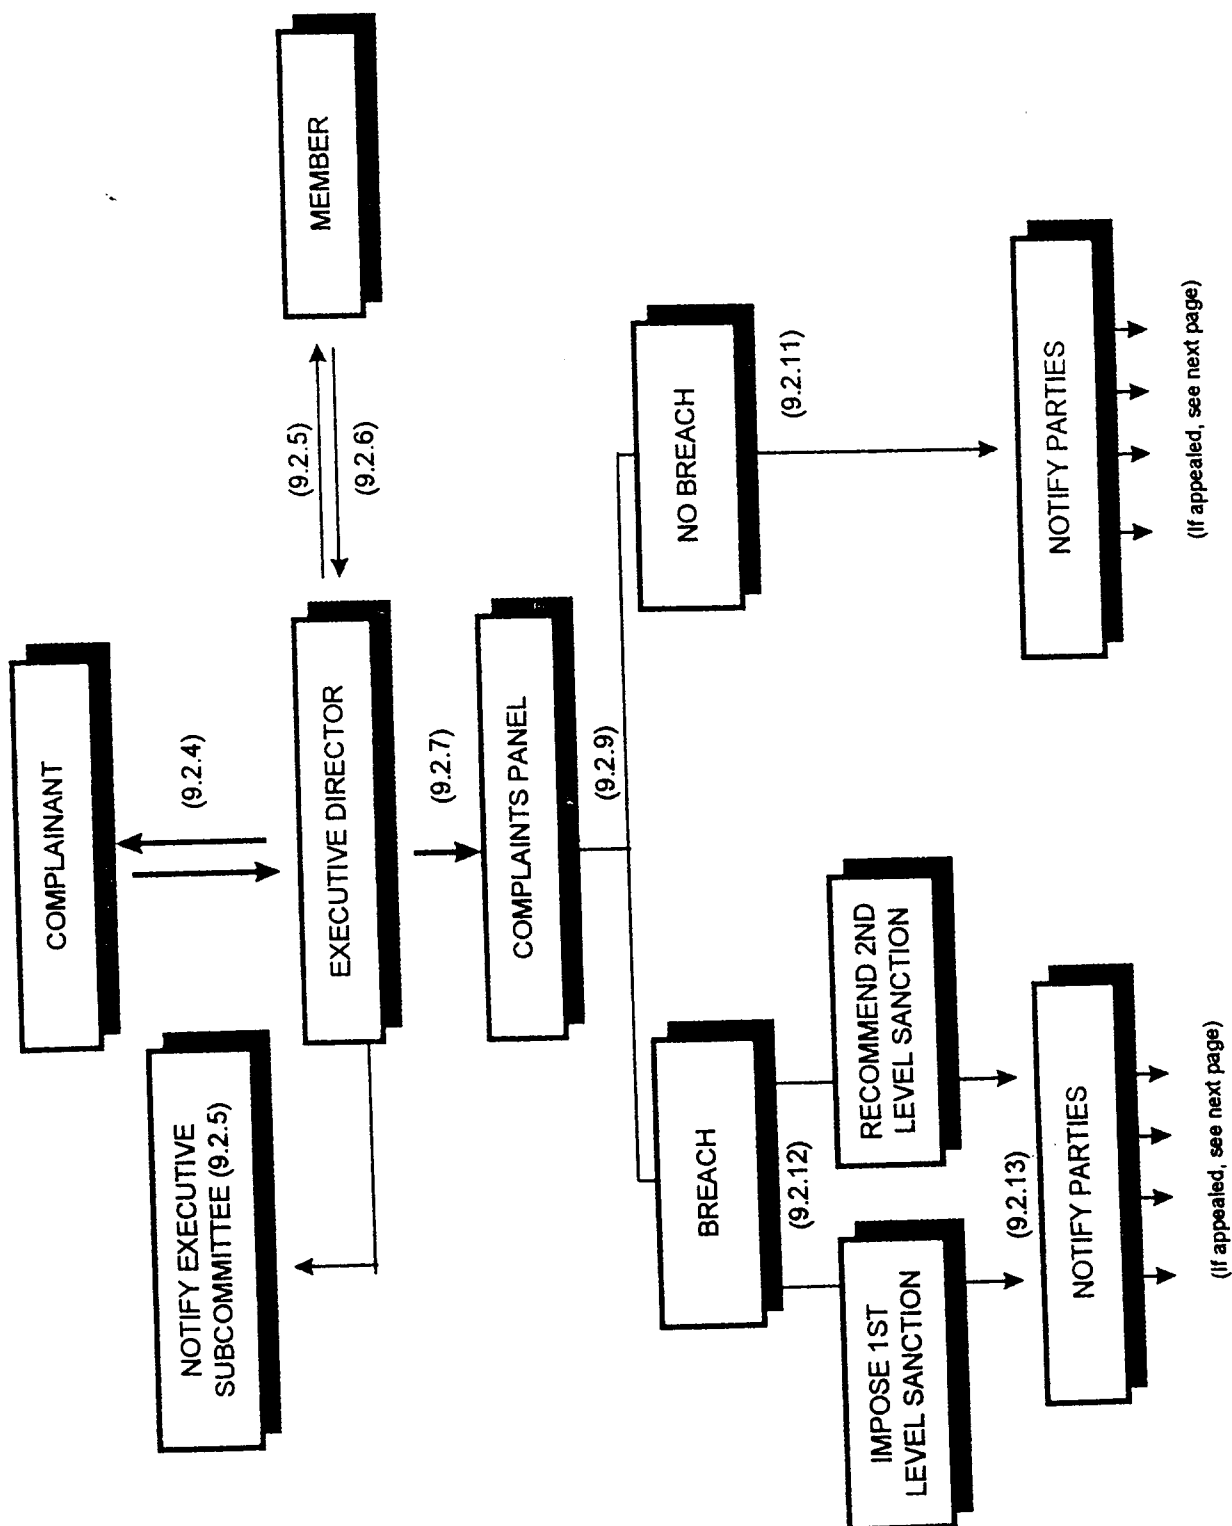 COMPLAINANT
(9.2.4)
NOTIFY EXECUTIVE
SUBCOMMITTEE (9.2.5)
EXECUTIVE DIRECTOR
(9.2.5)
(9.2.6)
MEMBER
(9.2.7)
COMPLAINTS PANEL
(9.2.9)
BREACH
NO BREACH
(9.2.12)
(9.2.11)
IMPOSE 1ST
LEVEL SANCTION
RECOMMEND 2ND
LEVEL SANCTION
(9.2.13)
NOTIFY PARTIES
NOTIFY PARTIES
(If appealed, see next page)
(If appealed, see next page)